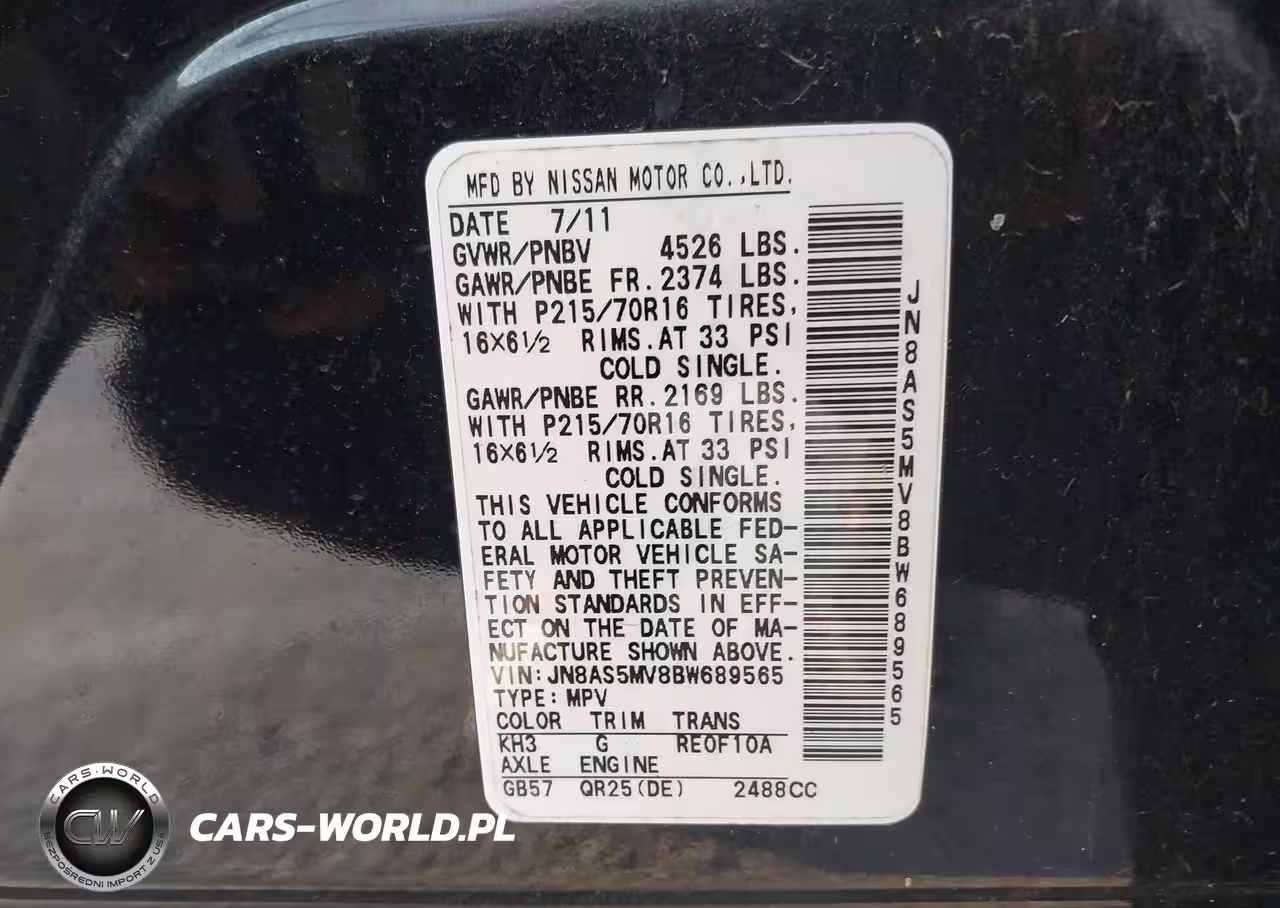 MFD BY NISSAN MOTOR CO.,LTD.
DATE 7/11
GVWR/PNBV 4526 LBS.
GAWR/PNBE FR. 2374 LBS.
WITH P215/70R16 TIRES,
16×6½ RIMS. AT 33 PSI
COLD SINGLE.
GAWR/PNBE RR. 2169 LBS.
WITH P215/70R16 TIRES,
16×6½ RIMS. AT 33 PSI
COLD SINGLE.
THIS VEHICLE CONFORMS
TO ALL APPLICABLE FED-
ERAL MOTOR VEHICLE SA-
FETY AND THEFT PREVEN-
TION STANDARDS IN EFF-
ECT ON THE DATE OF MA-
NUFACTURE SHOWN ABOVE.
VIN: JN8AS5MV8BW689565
TYPE: MPV
COLOR TRIM TRANS
KH3 G RE0F10A
AXLE ENGINE
GB57 QR25(DE) 2488CC
JN8AS5MV8BW689565
CARS-WORLD
CW
BEZPOŚREDNI IMPORT Z USA
CARS-WORLD.PL